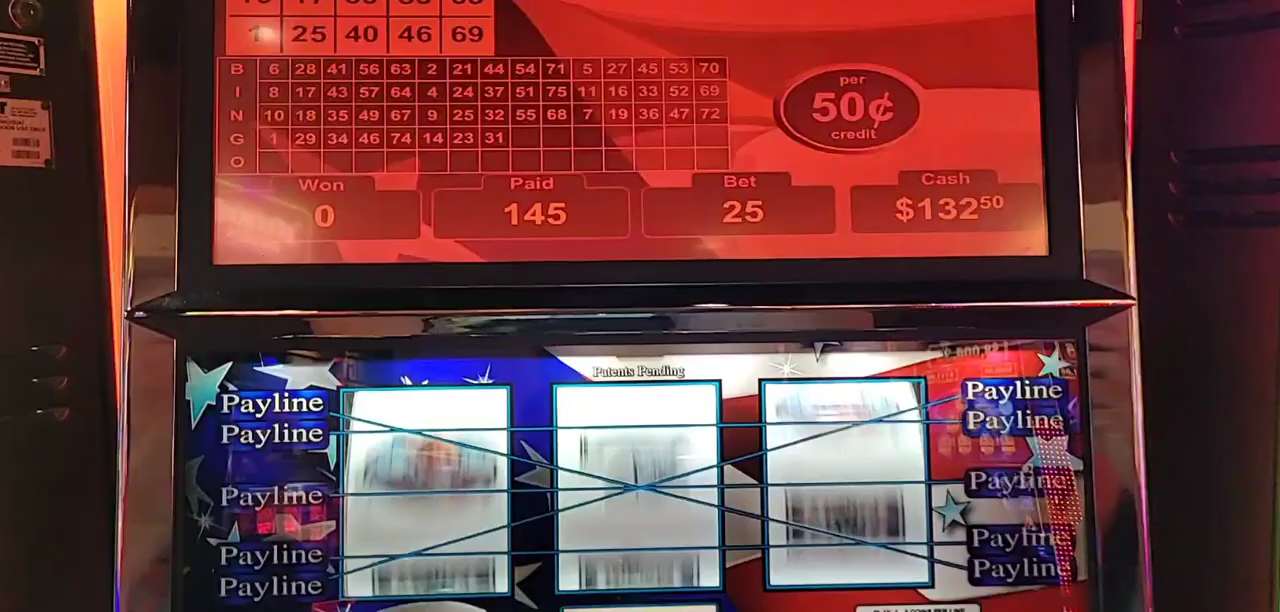 25 40 46 69
B 6 28 41 56 63 2 21 44 54 71 5 27 45 53 70
I 8 17 43 57 64 4 24 37 51 75 11 16 33 52 69
N 10 18 35 49 67 9 25 32 55 68 7 19 36 47 72
G 1 29 34 46 74 14 23 31
O
per
50¢
credit
Won Paid Bet Cash
0 145 25 $132⁵⁰
Patents Pending
Payline Payline
Payline Payline
Payline Payline
Payline Payline
Payline Payline